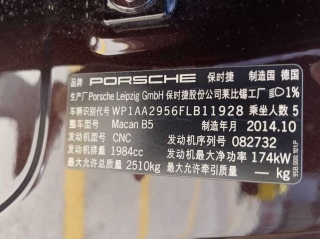 品牌 PORSCHE 保时捷 制造国 德国
生产厂 Porsche Leipzig GmbH 保时捷股份公司莱比锡工厂 1%
车辆识别代号 WP1AA2956FLB11928 乘坐人数 5
整车型号 Macan B5 制造年月 2014.10
发动机型号 CNC 发动机序号 082732
发动机排量 1984cc 发动机最大净功率 174kW
最大允许总质量 2510kg 最大允许牵引质量 — kg